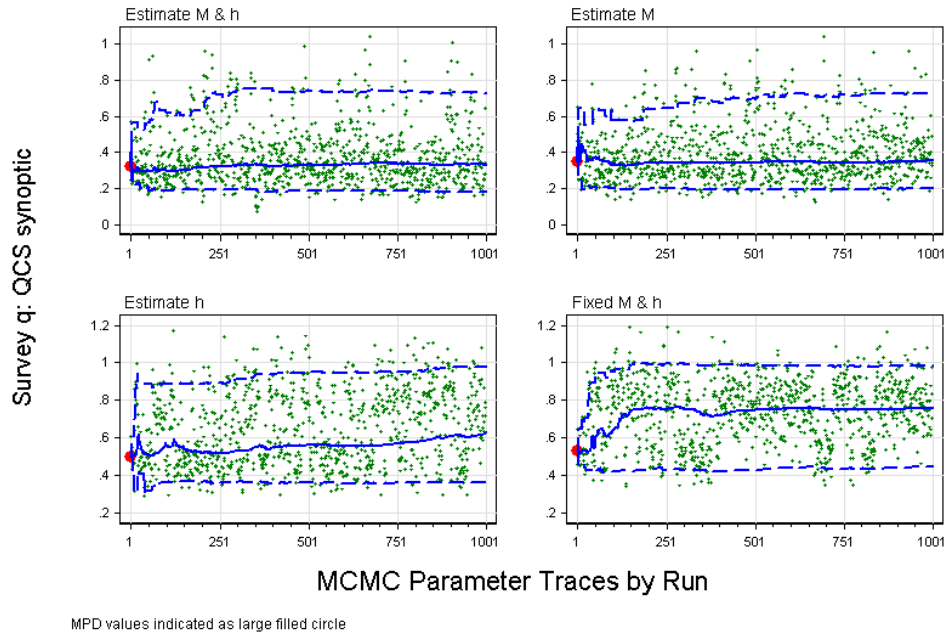 Estimate M & h
Estimate M
1
.8
.6
.4
.2
0
1
.8
.6
.4
.2
0
1 251 501 751 1001
1 251 501 751 1001
Survey q: QCS synoptic
Estimate h
Fixed M & h
1.2
1
.8
.6
.4
.2
1.2
1
.8
.6
.4
.2
1 251 501 751 1001
1 251 501 751 1001
MCMC Parameter Traces by Run
MPD values indicated as large filled circle